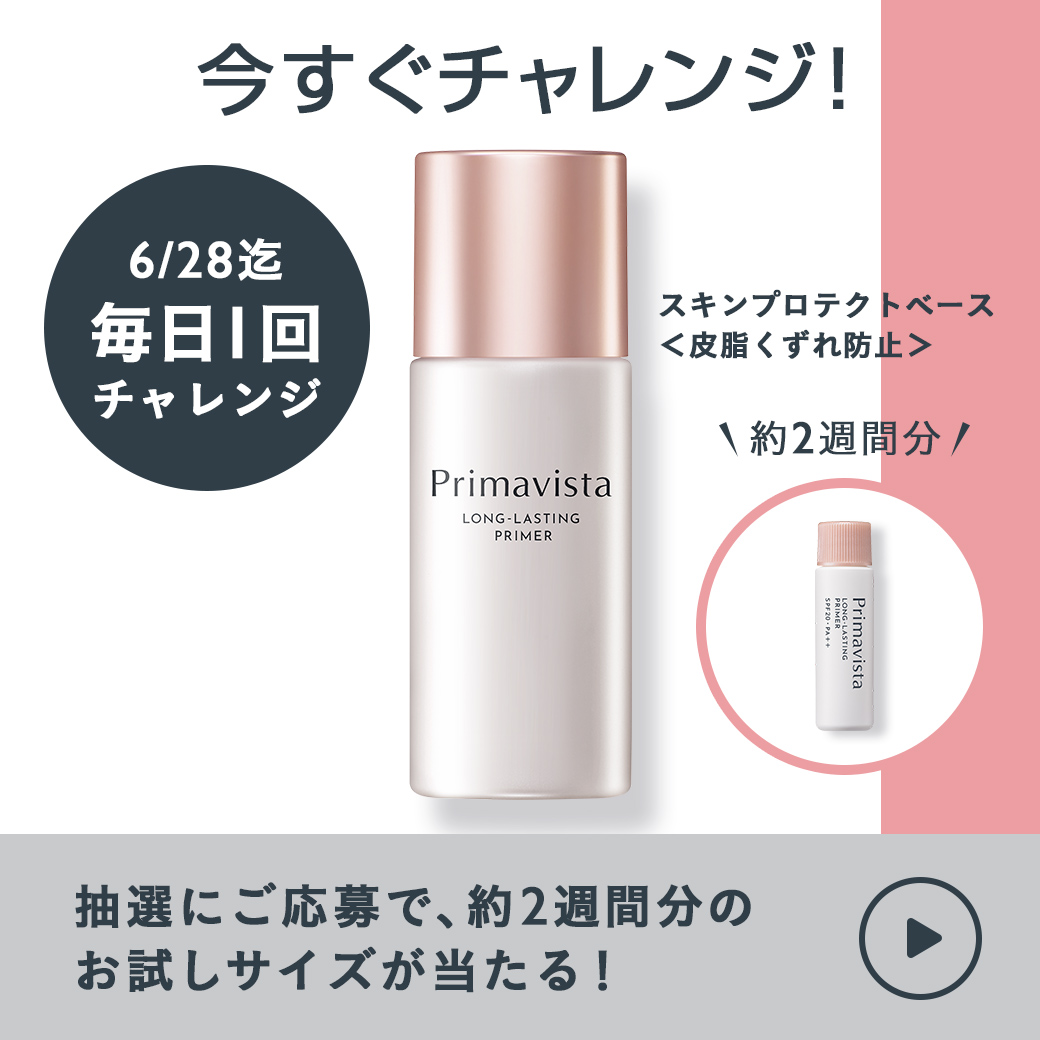 今すぐチャレンジ!
6/28迄
毎日1回
チャレンジ
スキンプロテクトベース
<皮脂くずれ防止>
\ 約2週間分 /
Primavista
LONG-LASTING
PRIMER
Primavista
LONG-LASTING
PRIMER
SPF20・PA++
抽選にご応募で、約2週間分の
お試しサイズが当たる!